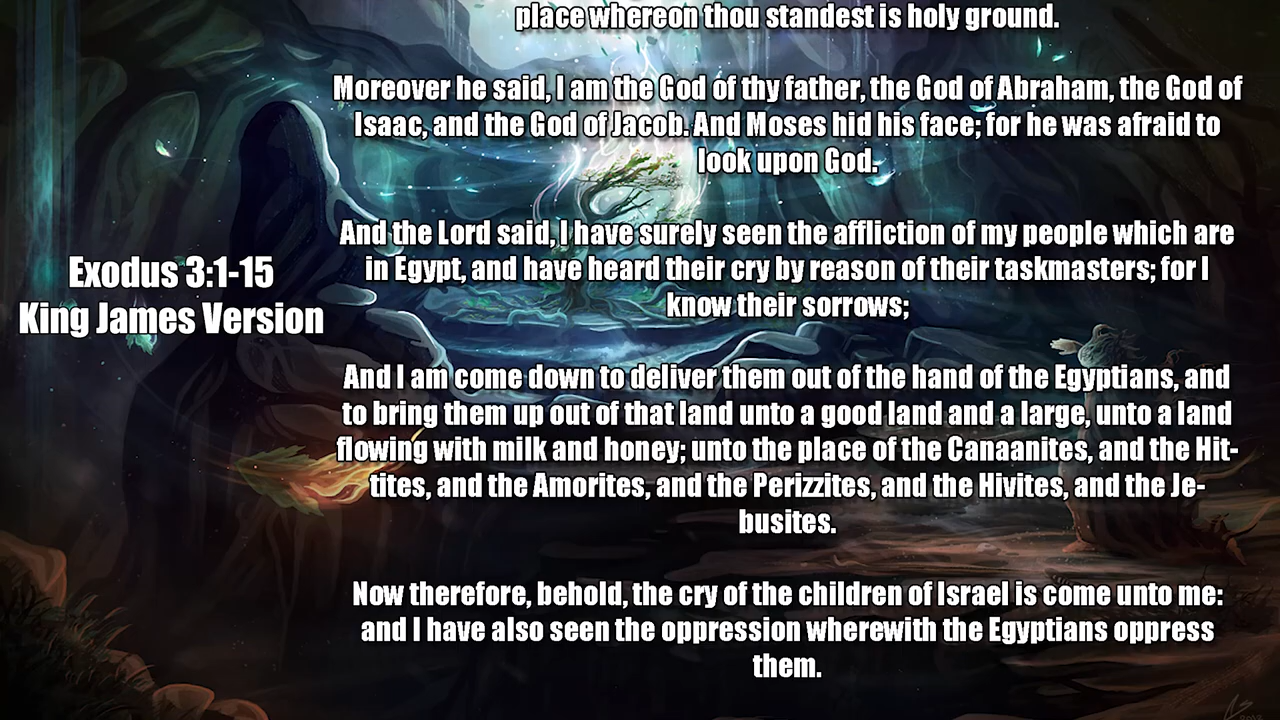 place whereon thou standest is holy ground.
Moreover he said, I am the God of thy father, the God of Abraham, the God of
Isaac, and the God of Jacob. And Moses hid his face; for he was afraid to
look upon God.
And the Lord said, I have surely seen the affliction of my people which are
in Egypt, and have heard their cry by reason of their taskmasters; for I
know their sorrows;
Exodus 3:1-15
King James Version
And I am come down to deliver them out of the hand of the Egyptians, and
to bring them up out of that land unto a good land and a large, unto a land
flowing with milk and honey; unto the place of the Canaanites, and the Hit-
tites, and the Amorites, and the Perizzites, and the Hivites, and the Je-
busites.
Now therefore, behold, the cry of the children of Israel is come unto me:
and I have also seen the oppression wherewith the Egyptians oppress
them.